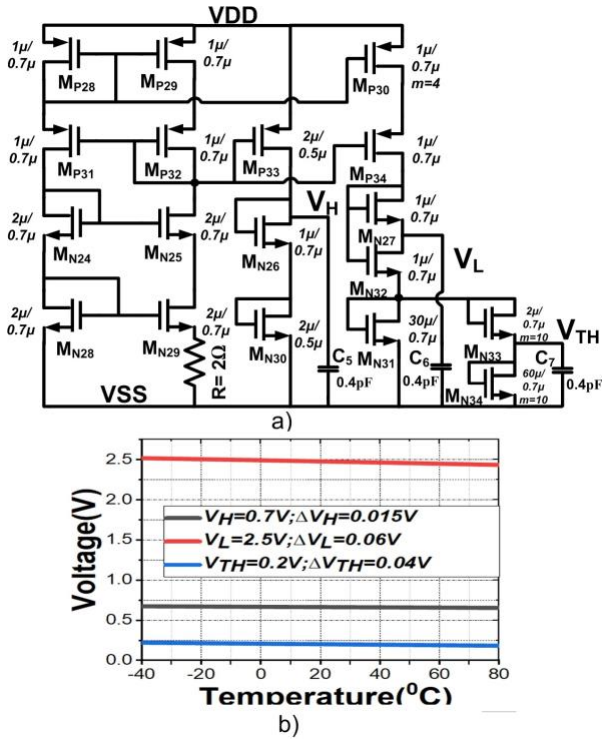 VDD
1µ/
0.7µ
MP28
MP29
1µ/
0.7µ
MP30
1µ/
0.7µ
m=4
1µ/
0.7µ
MP31
MP32
1µ/
0.7µ
MP33
2µ/
0.5µ
MP34
1µ/
0.7µ
2µ/
0.7µ
MN24
MN25
2µ/
0.7µ
MN26
VH
1µ/
0.7µ
MN27
1µ/
0.7µ
VL
MN32
1µ/
0.7µ
2µ/
0.7µ
MN28
MN29
2µ/
0.7µ
R= 2Ω
MN30
2µ/
0.5µ
C5
0.4pF
MN31
30µ/
0.7µ
C6
0.4pF
MN33
2µ/
0.7µ
m=10
VTH
MN34
60µ/
0.7µ
m=10
C7
0.4pF
VSS
a)
Voltage(V)
2.5
2.0
1.5
1.0
0.5
0.0
VH=0.7V;ΔVH=0.015V
VL=2.5V;ΔVL=0.06V
VTH=0.2V;ΔVTH=0.04V
-40 -20 0 20 40 60 80
Temperature(⁰C)
b)